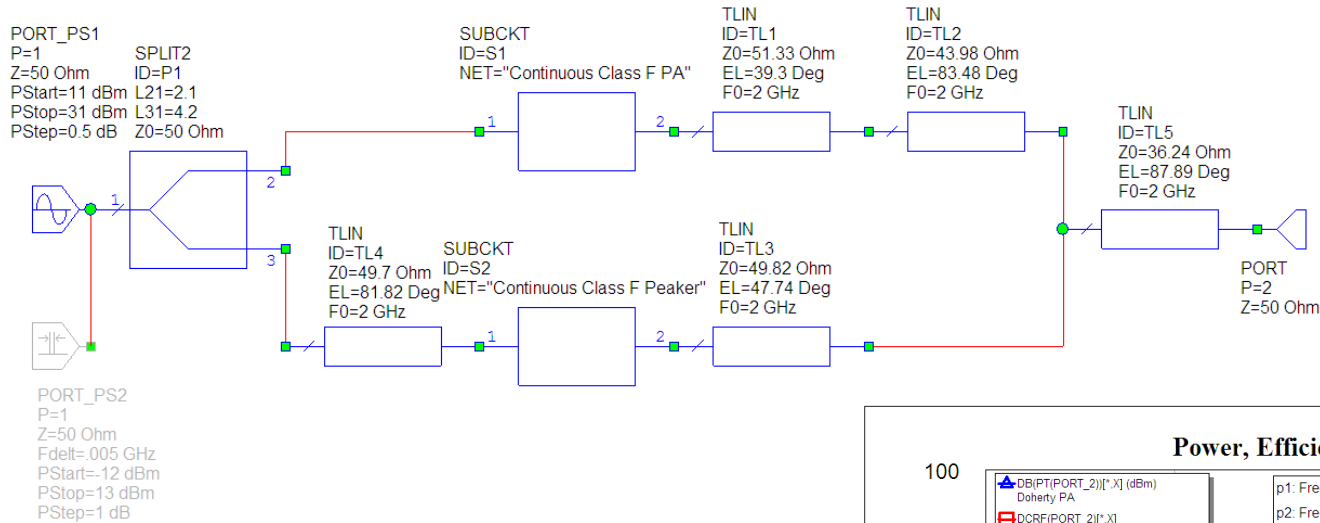 PORT_PS1
P=1
Z=50 Ohm
PStart=11 dBm
PStop=31 dBm
PStep=0.5 dB
SPLIT2
ID=P1
L21=2.1
L31=4.2
Z0=50 Ohm
1
2
3
SUBCKT
ID=S1
NET="Continuous Class F PA"
1
2
TLIN
ID=TL1
Z0=51.33 Ohm
EL=39.3 Deg
F0=2 GHz
TLIN
ID=TL2
Z0=43.98 Ohm
EL=83.48 Deg
F0=2 GHz
TLIN
ID=TL5
Z0=36.24 Ohm
EL=87.89 Deg
F0=2 GHz
PORT
P=2
Z=50 Ohm
TLIN
ID=TL4
Z0=49.7 Ohm
EL=81.82 Deg
F0=2 GHz
SUBCKT
ID=S2
NET="Continuous Class F Peaker"
1
2
TLIN
ID=TL3
Z0=49.82 Ohm
EL=47.74 Deg
F0=2 GHz
PORT_PS2
P=1
Z=50 Ohm
Fdelt=.005 GHz
PStart=-12 dBm
PStop=13 dBm
PStep=1 dB
Power, Effici
100
DB(PT(PORT_2))[*,X] (dBm)
Doherty PA
DCRF(PORT_2)[*,X]
p1: Fre
p2: Fre